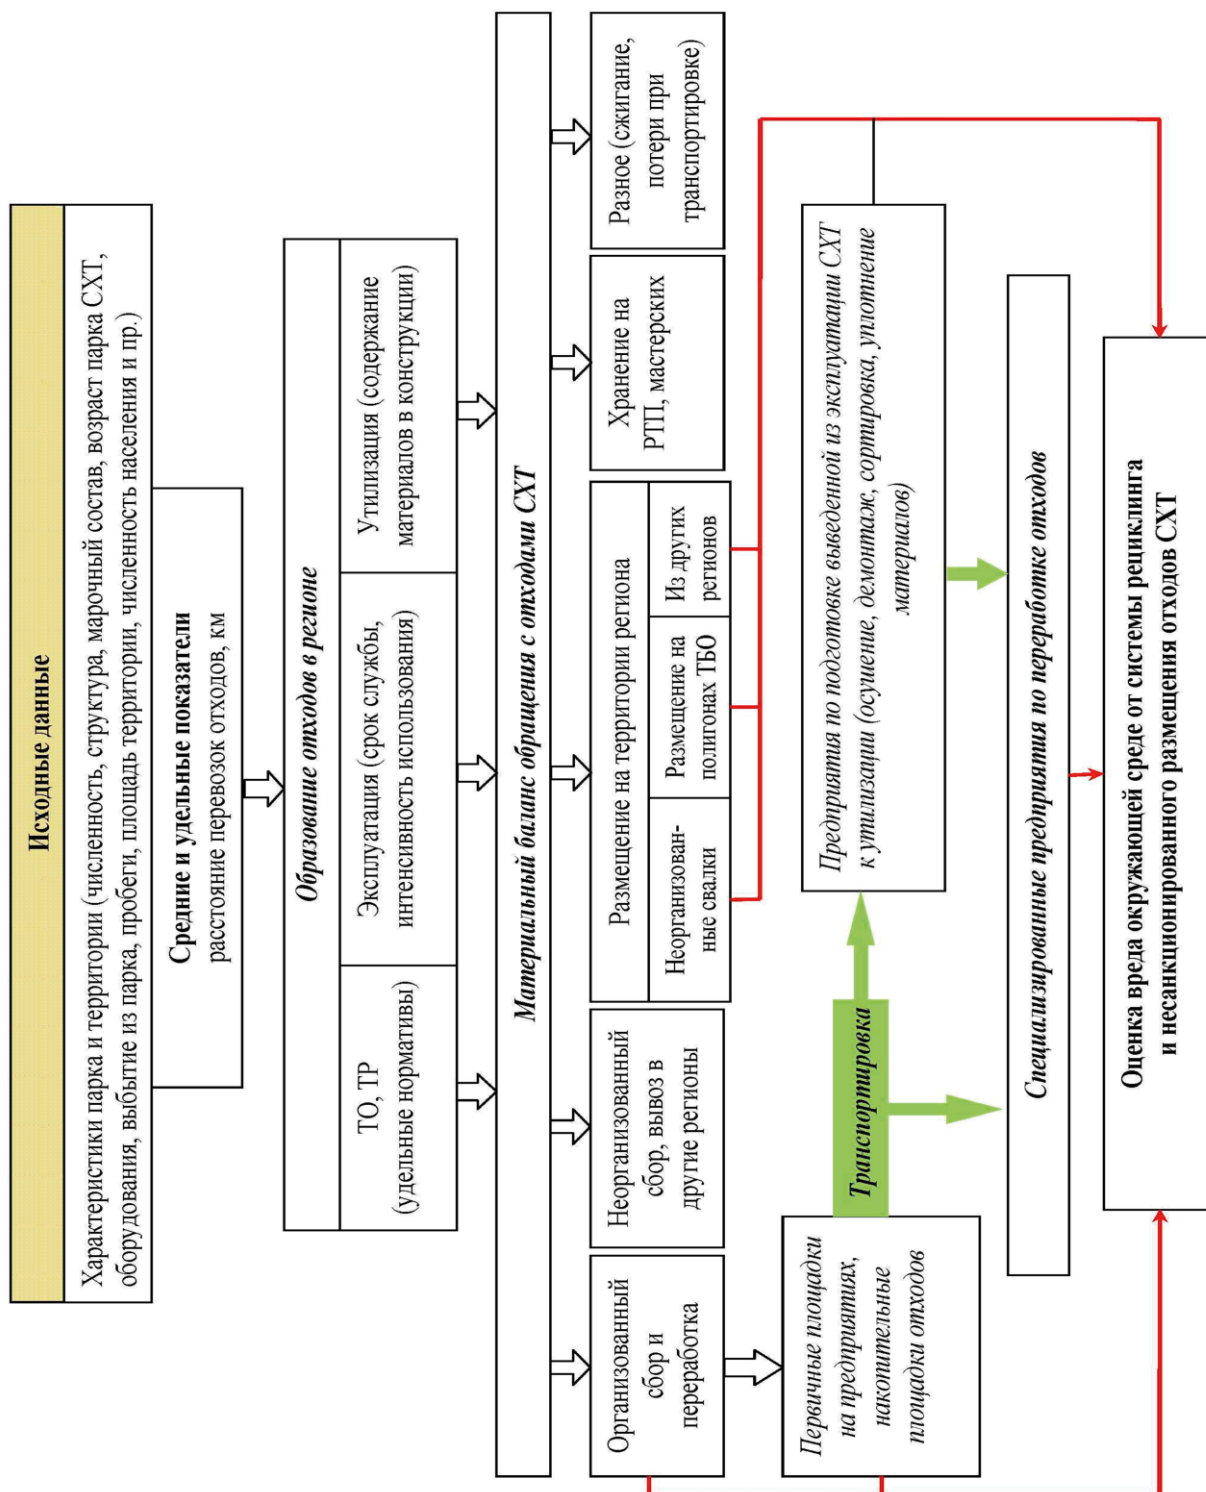 Исходные данные
Характеристики парка и территории (численность, структура, марочный состав, возраст парка СХТ,
оборудования, выбытие из парка, пробеги, площадь территории, численность населения и пр.)
Средние и удельные показатели
расстояние перевозок отходов, км
Образование отходов в регионе
ТО, ТР
(удельные нормативы)
Эксплуатация (срок службы,
интенсивность использования)
Утилизация (содержание
материалов в конструкции)
Материальный баланс обращения с отходами СХТ
Организованный
сбор и
переработка
Неорганизованный
сбор, вывоз в
другие регионы
Размещение на территории региона
Неорганизован-
ные свалки
Размещение на
полигонах ТБО
Из других
регионов
Хранение на
РТП, мастерских
Разное (сжигание,
потери при
транспортировке)
Первичные площадки
на предприятиях,
накопительные
площадки отходов
Транспортировка
Предприятия по подготовке выведенной из эксплуатации СХТ
к утилизации (осушение, демонтаж, сортировка, уплотнение
материалов)
Специализированные предприятия по переработке отходов
Оценка вреда окружающей среде от системы рециклинга
и несанкционированного размещения отходов СХТ